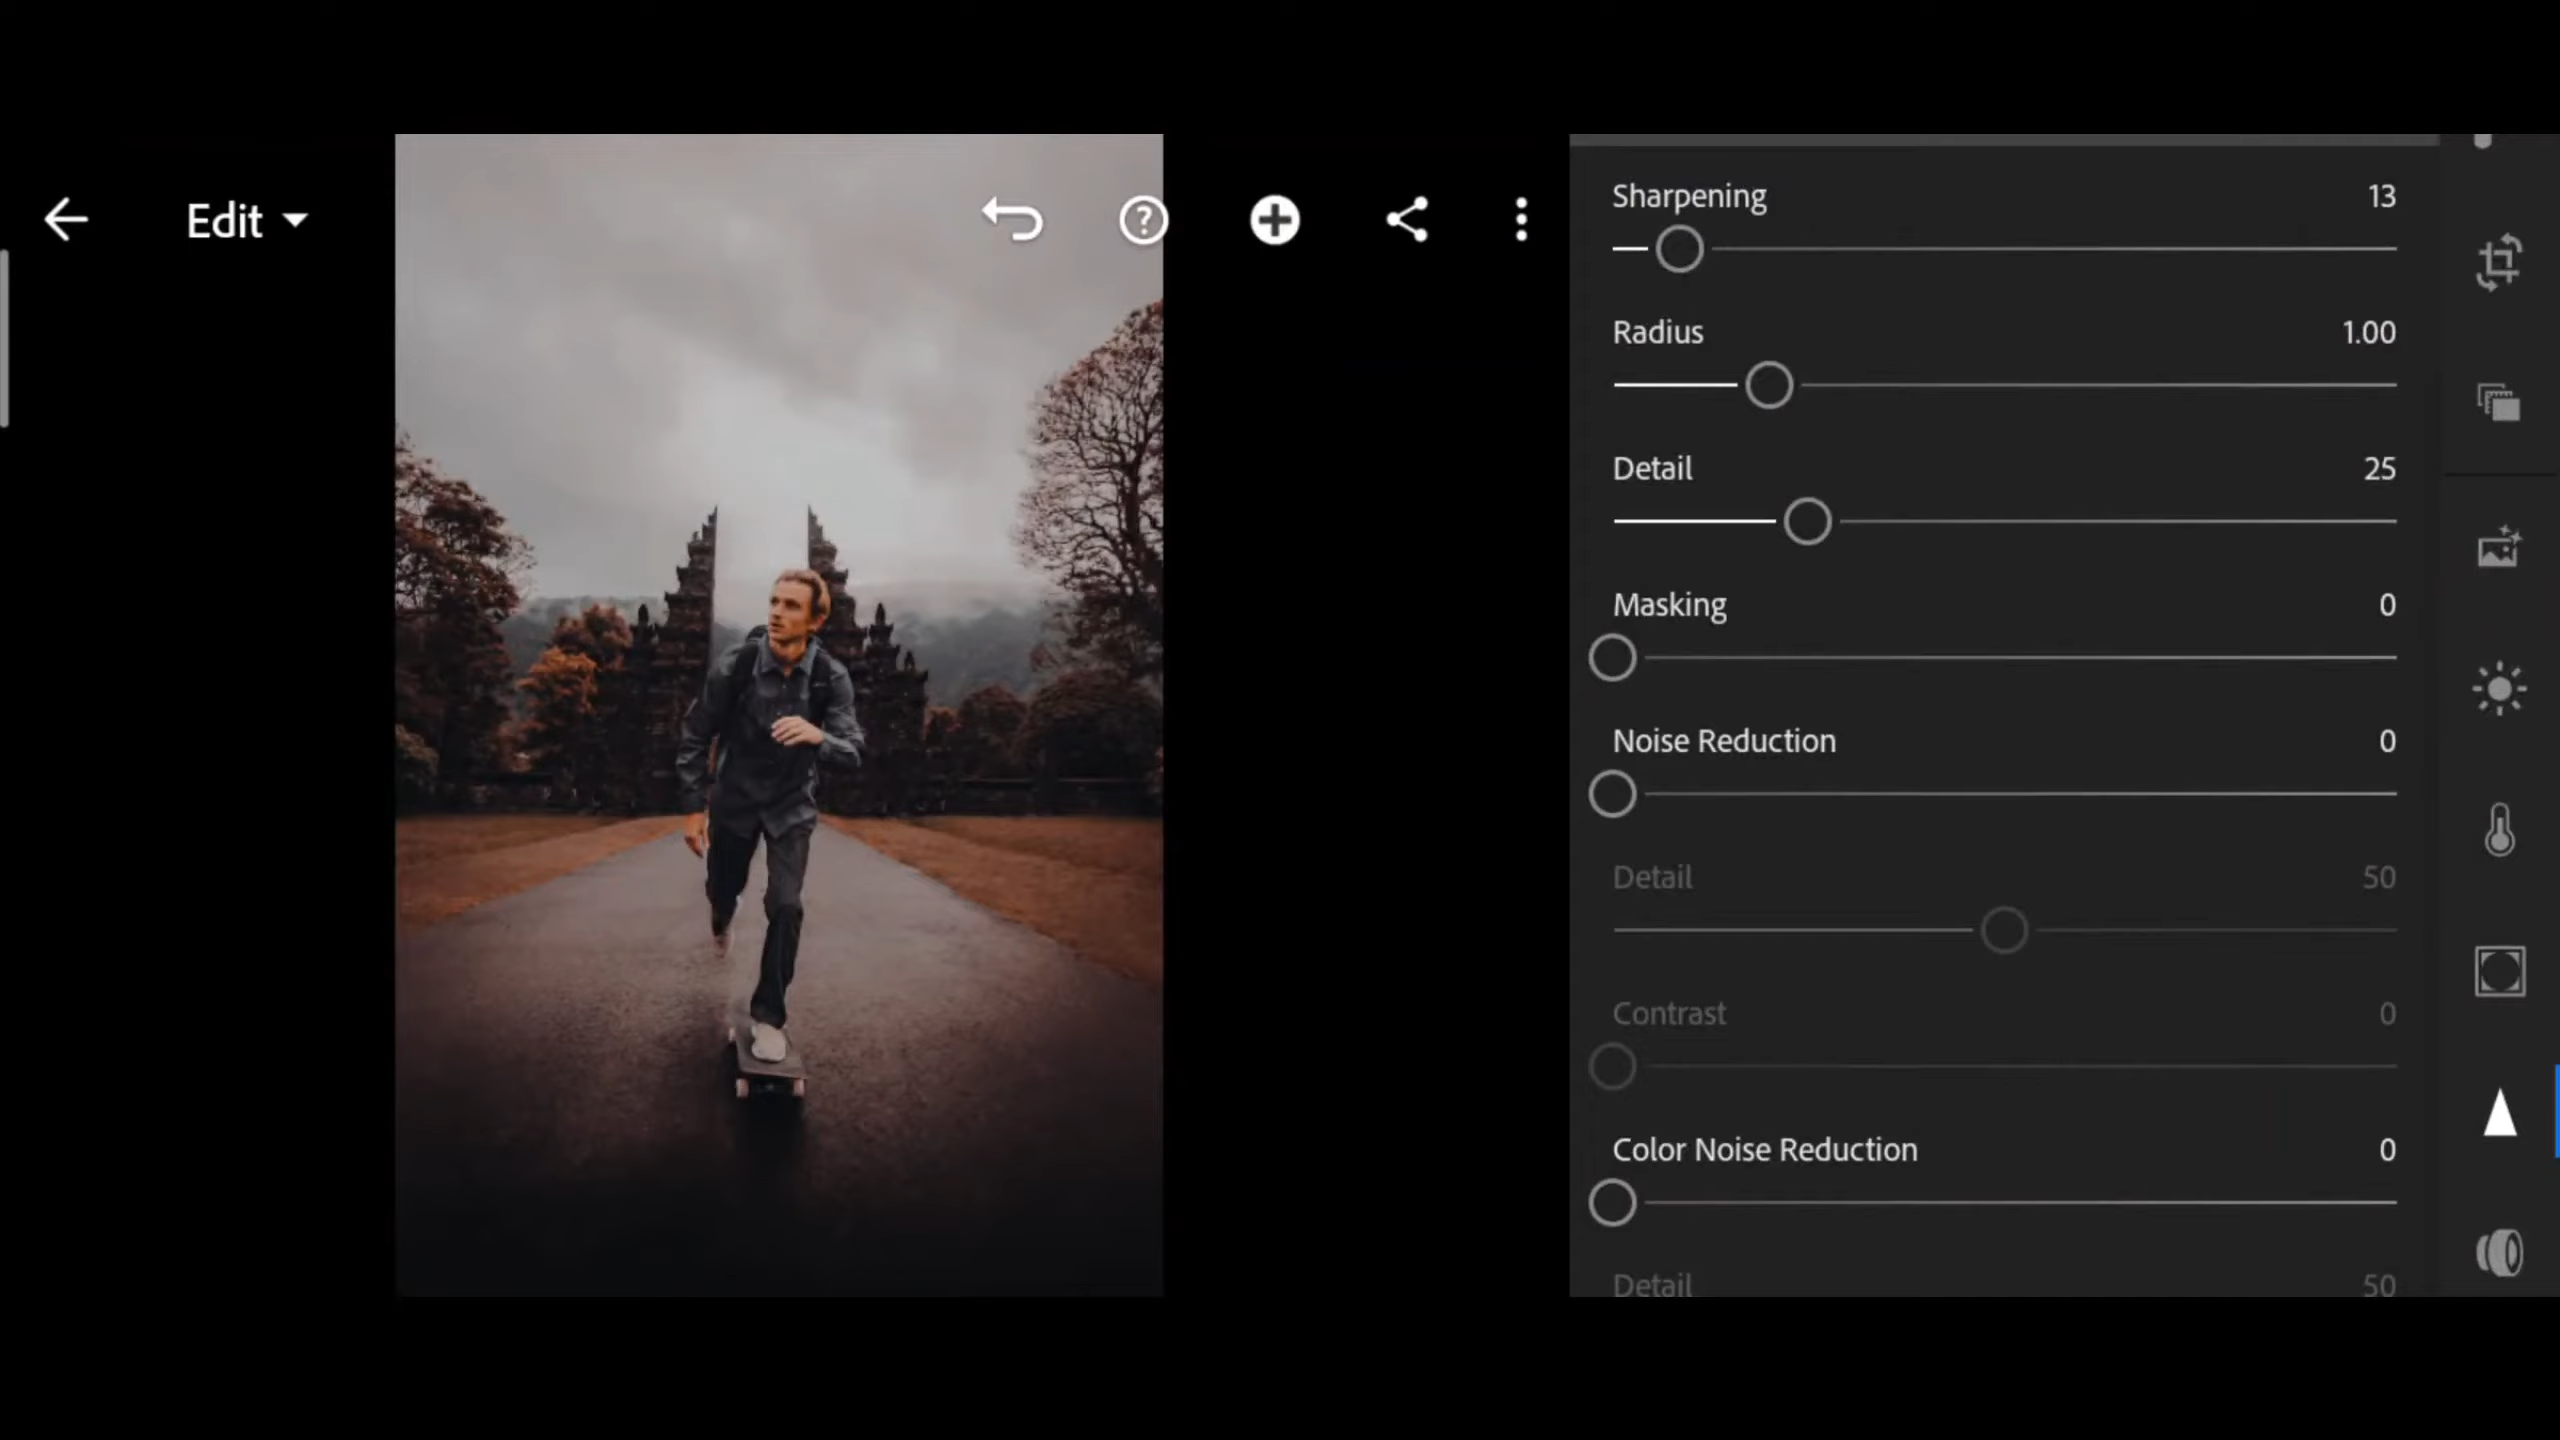 Edit
?
Sharpening 13
Radius 1.00
Detail 25
Masking 0
Noise Reduction 0
Detail 50
Contrast 0
Color Noise Reduction 0
Detail 50